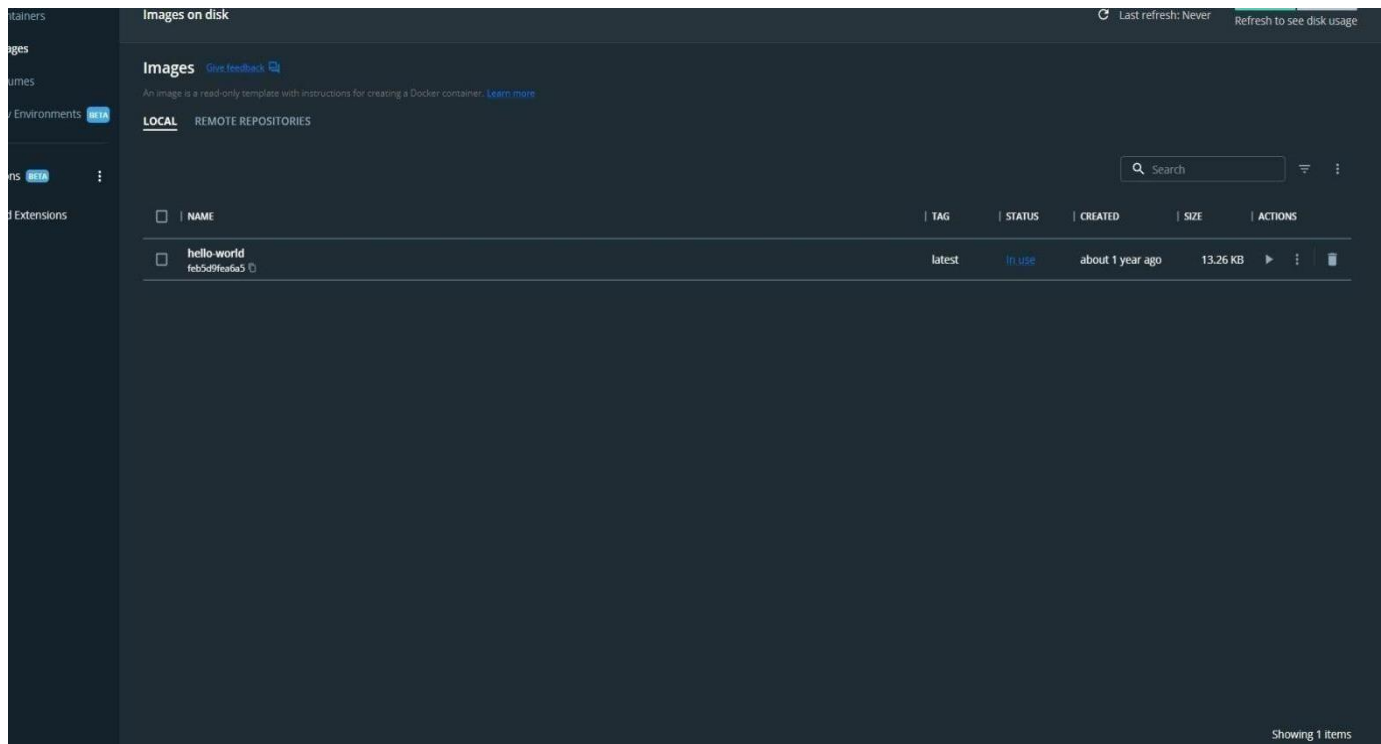 ntainers
Images on disk
Last refresh: Never
Refresh to see disk usage
ages
Images Give feedback
umes
An image is a read-only template with instructions for creating a Docker container. Learn more
v Environments BETA
LOCAL REMOTE REPOSITORIES
ons BETA
Search
d Extensions
NAME TAG STATUS CREATED SIZE ACTIONS
hello-world latest In use about 1 year ago 13.26 KB
feb5d9fea6a5
Showing 1 items